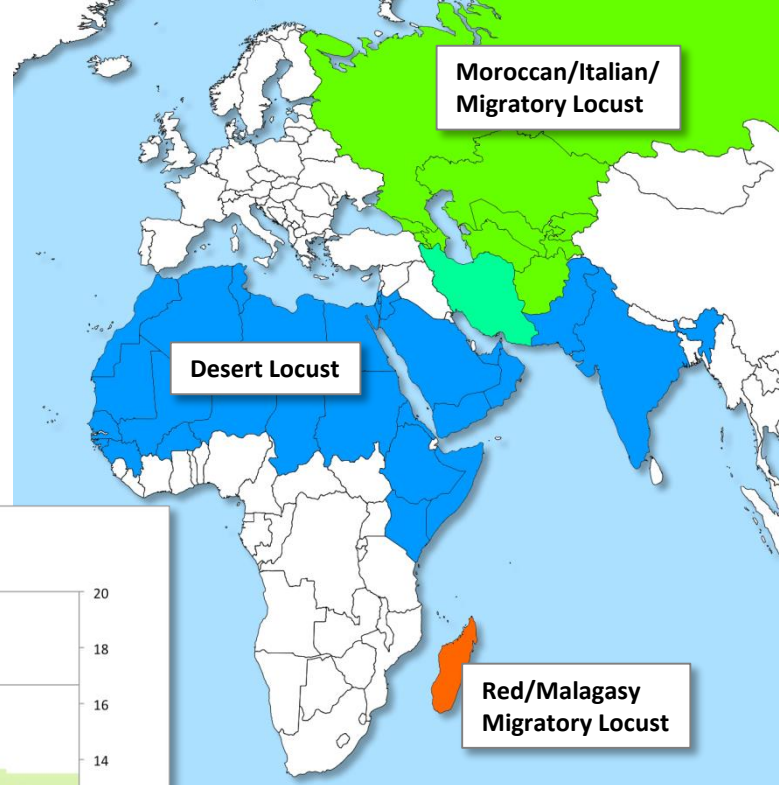 Moroccan/Italian/
Migratory Locust
Desert Locust
Red/Malagasy
Migratory Locust
20
18
16
14